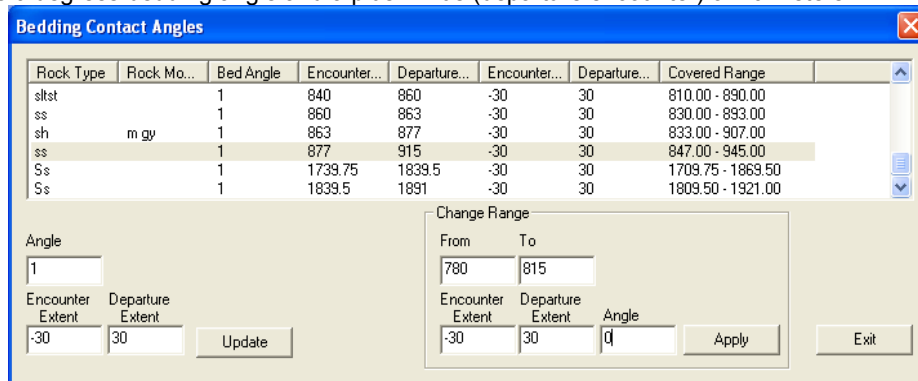 Bedding Contact Angles
Rock Type Rock Mo... Bed Angle Encounter... Departure... Encounter... Departure... Covered Range
sltst 1 840 860 -30 30 810.00 - 890.00
ss 1 860 863 -30 30 830.00 - 893.00
sh m gy 1 863 877 -30 30 833.00 - 907.00
ss 1 877 915 -30 30 847.00 - 945.00
Ss 1 1739.75 1839.5 -30 30 1709.75 - 1869.50
Ss 1 1839.5 1891 -30 30 1809.50 - 1921.00
Change Range
Angle From To
1 780 815
Encounter Departure Encounter Departure
Extent Extent Extent Extent Angle
-30 30 Update -30 30 0 Apply Exit